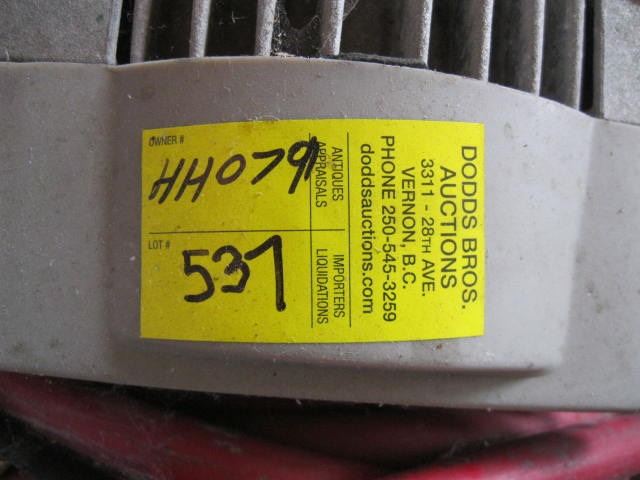 DODDS BROS.
AUCTIONS
3311 - 28TH AVE.
VERNON, B.C.
PHONE 250-545-3259
doddsauctions.com
ANTIQUES
APPRAISALS
IMPORTERS
LIQUIDATIONS
OWNER #
HH079
LOT #
537